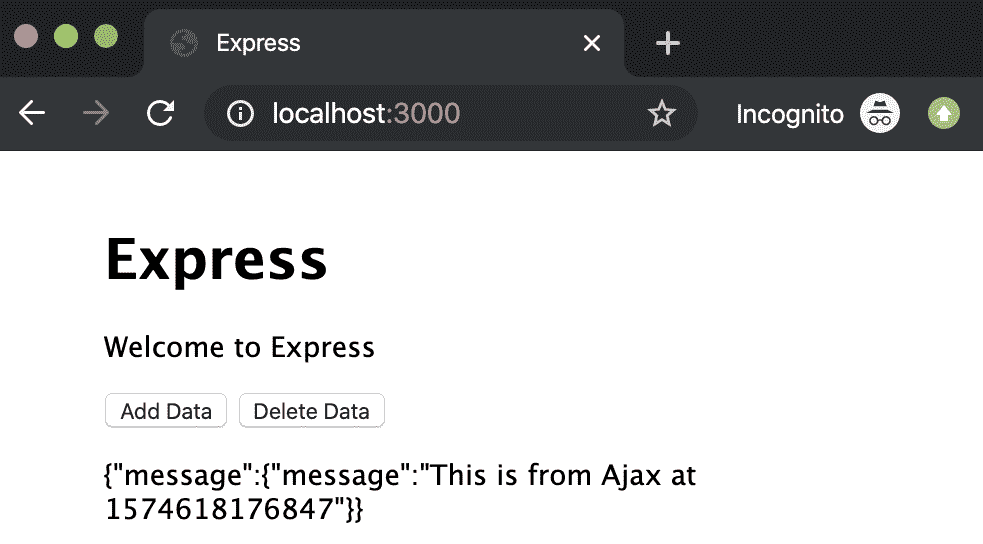 Express
localhost:3000
Incognito
Express
Welcome to Express
Add Data
Delete Data
{"message":{"message":"This is from Ajax at
1574618176847"}}